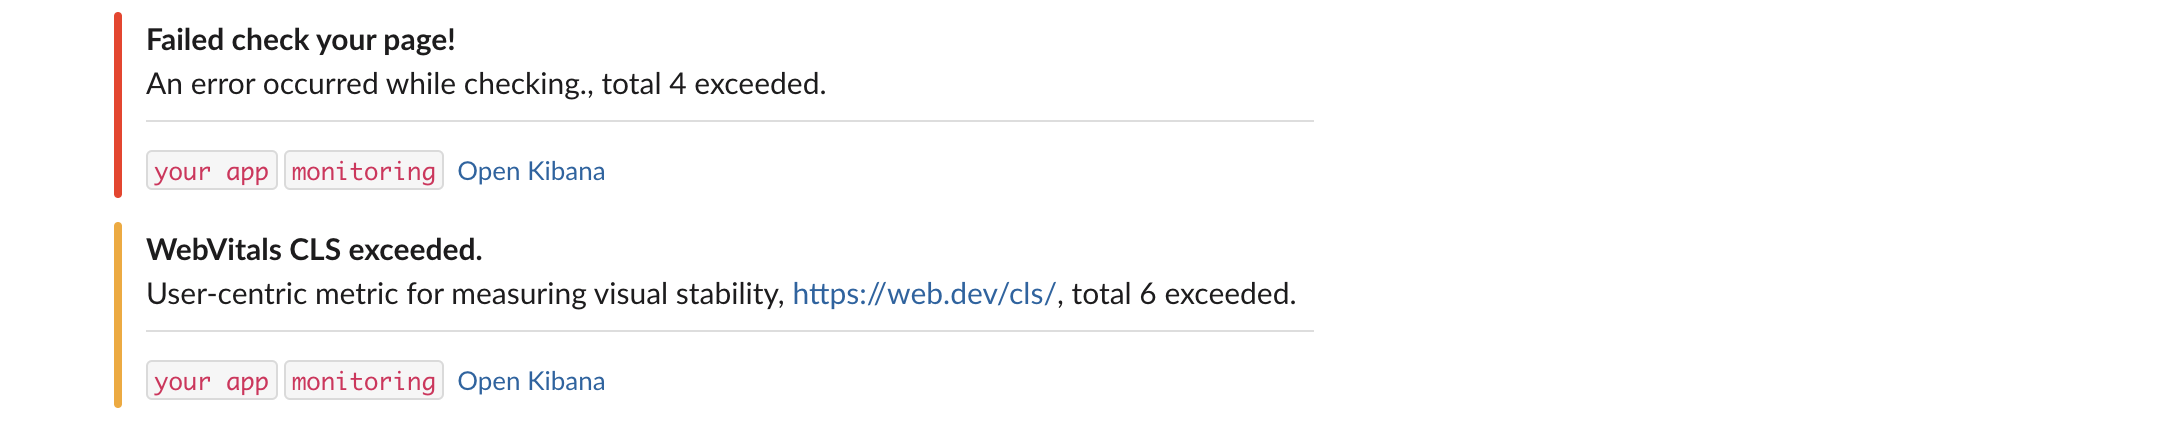 Failed check your page!
An error occurred while checking., total 4 exceeded.
your app monitoring Open Kibana
WebVitals CLS exceeded.
User-centric metric for measuring visual stability, https://web.dev/cls/, total 6 exceeded.
your app monitoring Open Kibana